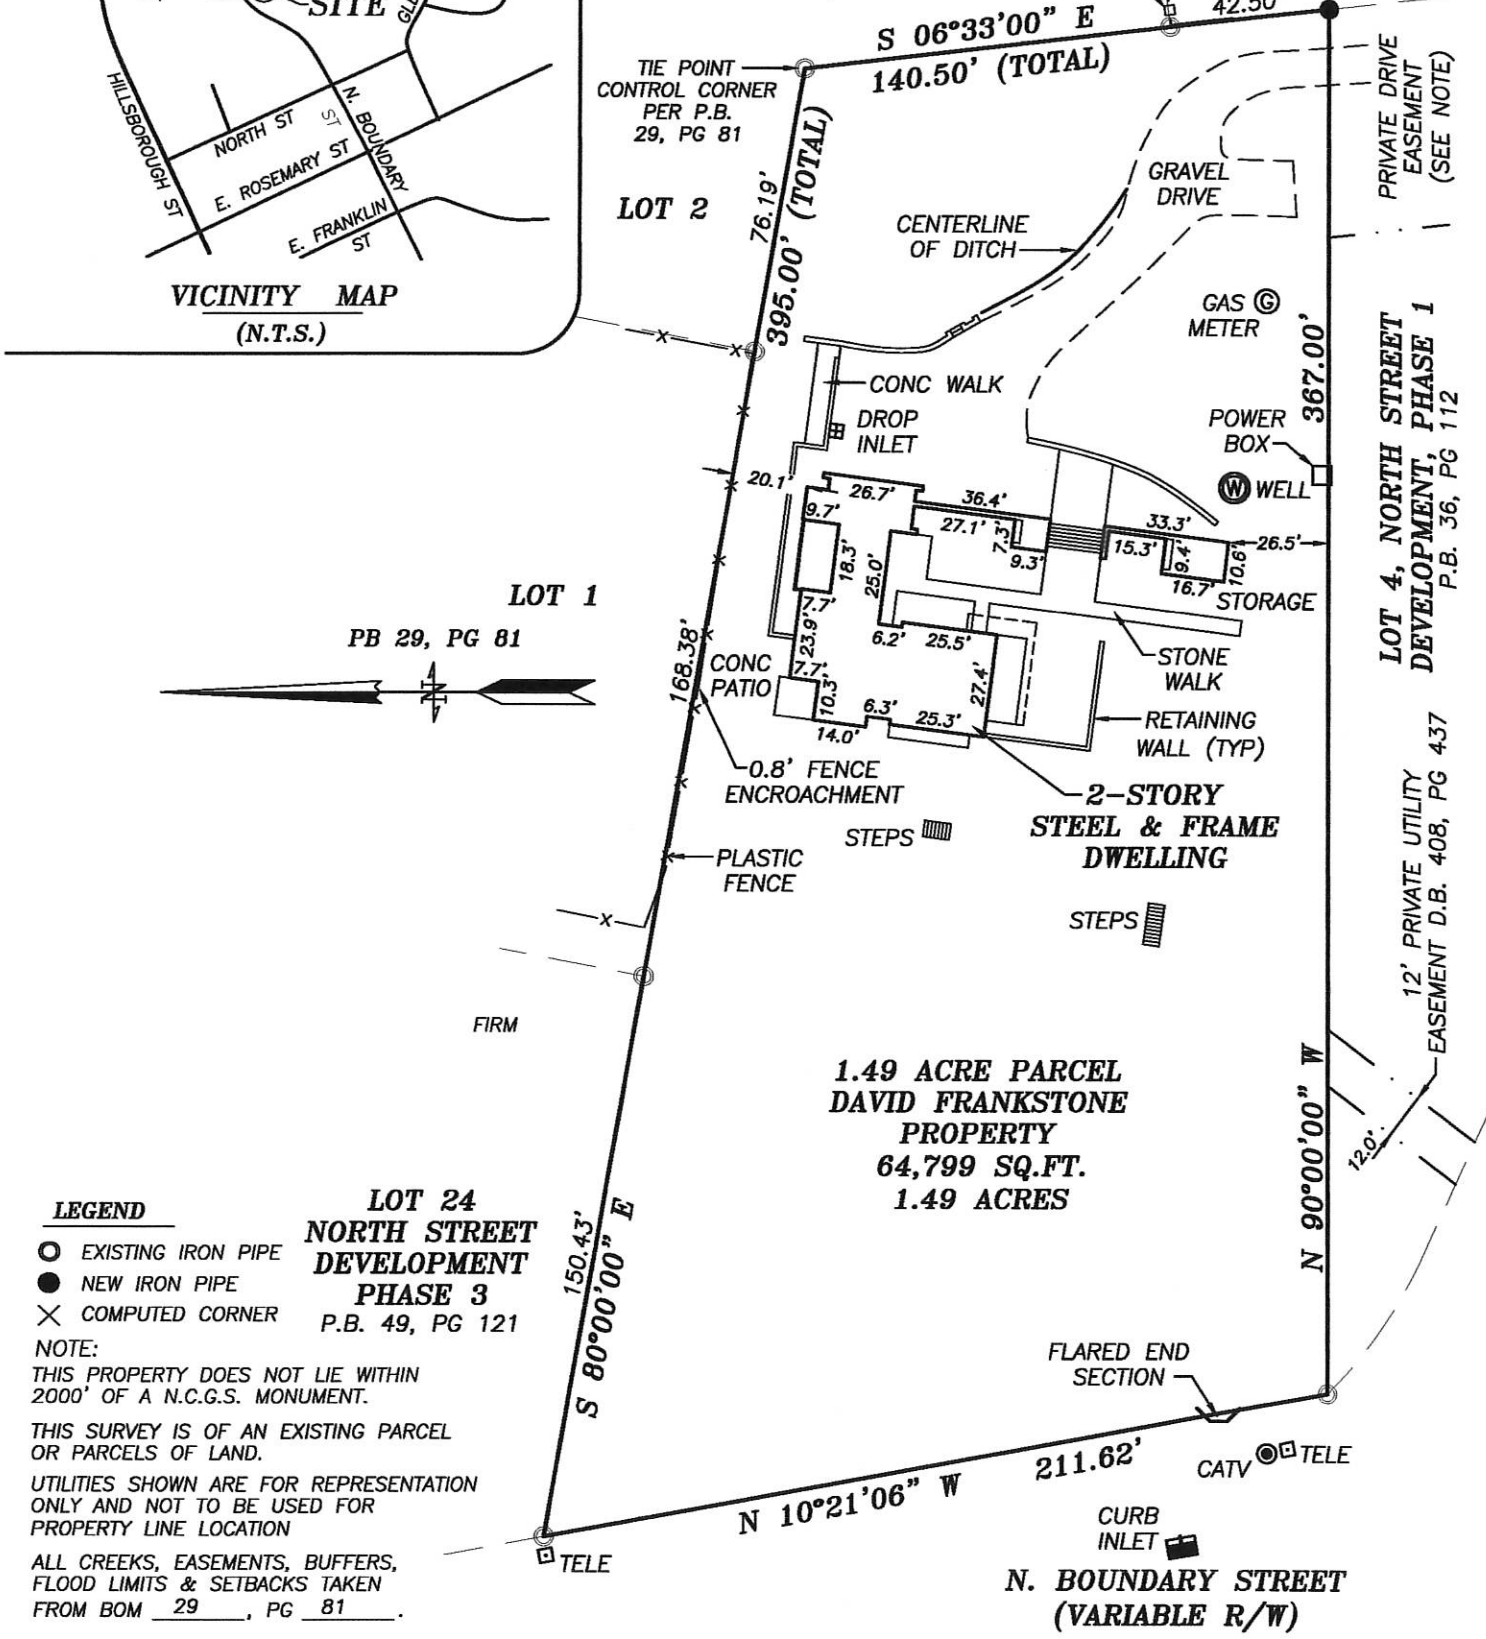 SITE
HILLSBOROUGH ST
NORTH ST
ST
N. BOUNDARY
E. ROSEMARY ST
E. FRANKLIN
ST
VICINITY MAP
(N.T.S.)
S 06°33'00" E
42.50'
140.50' (TOTAL)
TIE POINT
CONTROL CORNER
PER P.B.
29, PG 81
LOT 2
76.19'
395.00' (TOTAL)
PRIVATE DRIVE
EASEMENT
(SEE NOTE)
GRAVEL
DRIVE
CENTERLINE
OF DITCH
GAS G
METER
367.00'
LOT 4, NORTH STREET
DEVELOPMENT, PHASE 1
P.B. 36, PG 112
CONC WALK
DROP
INLET
POWER
BOX
W WELL
20.1'
26.7'
36.4'
33.3'
9.7'
27.1'
7.3'
9.3'
15.3'
9.4'
16.7'
10.6'
26.5'
18.3'
25.0'
STORAGE
LOT 1
PB 29, PG 81
N
168.38'
7.7'
23.9'
6.2'
25.5'
CONC
PATIO
7.7'
10.3'
27.4'
STONE
WALK
14.0'
6.3'
25.3'
RETAINING
WALL (TYP)
0.8' FENCE
ENCROACHMENT
2-STORY
STEEL & FRAME
DWELLING
STEPS
PLASTIC
FENCE
STEPS
12' PRIVATE UTILITY
EASEMENT D.B. 408, PG 437
12.0'
FIRM
1.49 ACRE PARCEL
DAVID FRANKSTONE
PROPERTY
64,799 SQ.FT.
1.49 ACRES
N 90°00'00" W
LEGEND
EXISTING IRON PIPE
NEW IRON PIPE
COMPUTED CORNER
LOT 24
NORTH STREET
DEVELOPMENT
PHASE 3
P.B. 49, PG 121
150.43'
S 80°00'00" E
NOTE:
THIS PROPERTY DOES NOT LIE WITHIN
2000' OF A N.C.G.S. MONUMENT.
THIS SURVEY IS OF AN EXISTING PARCEL
OR PARCELS OF LAND.
UTILITIES SHOWN ARE FOR REPRESENTATION
ONLY AND NOT TO BE USED FOR
PROPERTY LINE LOCATION
ALL CREEKS, EASEMENTS, BUFFERS,
FLOOD LIMITS & SETBACKS TAKEN
FROM BOM 29, PG 81.
FLARED END
SECTION
N 10°21'06" W 211.62'
CATV TELE
TELE
CURB
INLET
N. BOUNDARY STREET
(VARIABLE R/W)